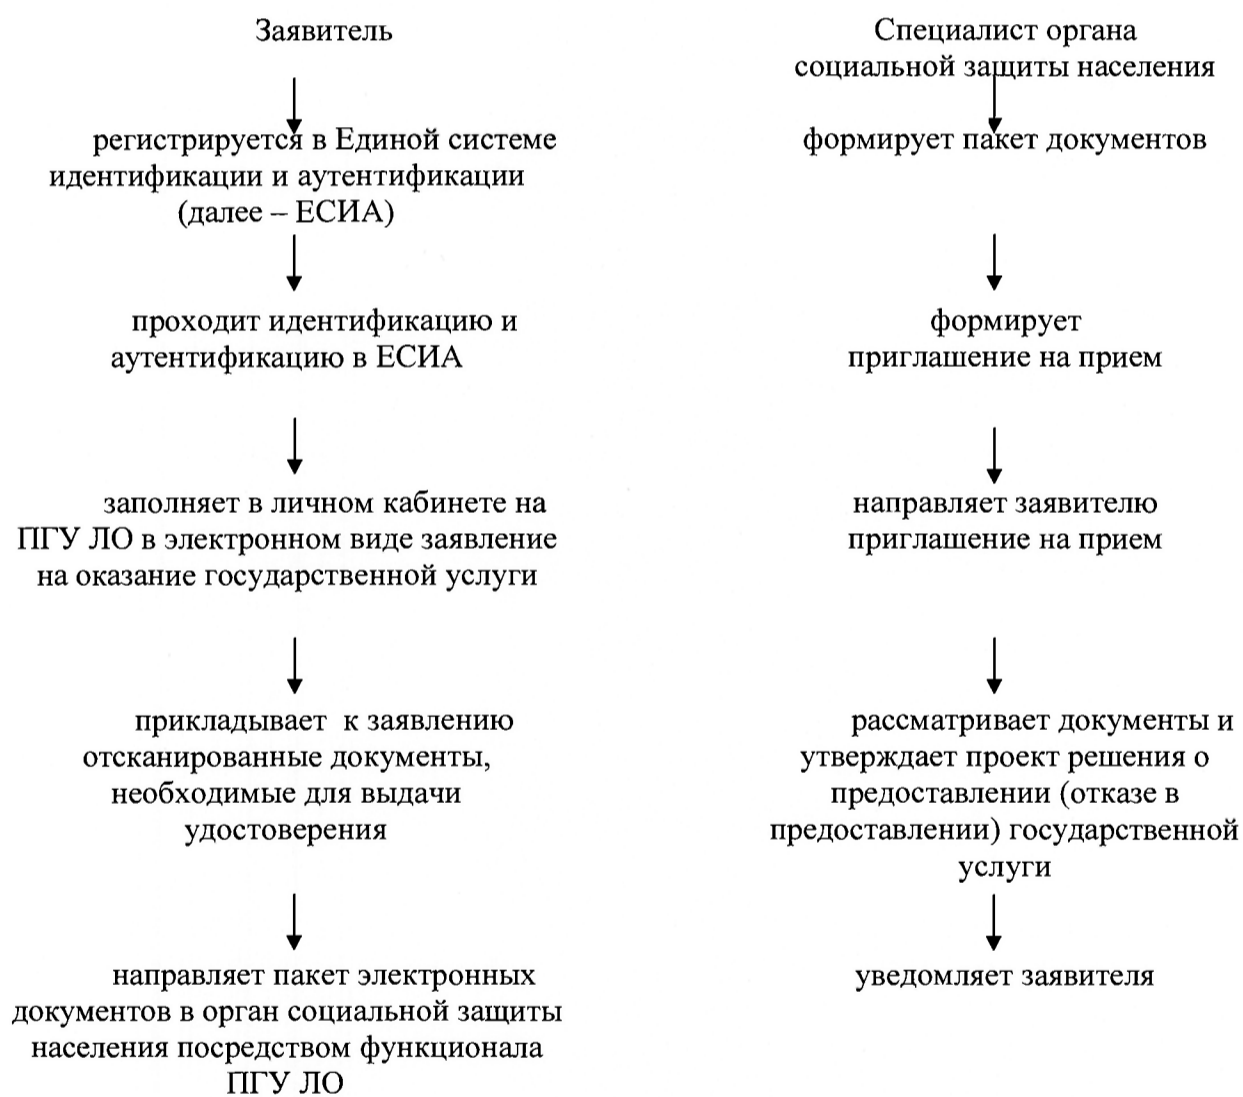 Заявитель
регистрируется в Единой системе
идентификации и аутентификации
(далее – ЕСИА)
проходит идентификацию и
аутентификацию в ЕСИА
заполняет в личном кабинете на
ПГУ ЛО в электронном виде заявление
на оказание государственной услуги
прикладывает к заявлению
отсканированные документы,
необходимые для выдачи
удостоверения
направляет пакет электронных
документов в орган социальной защиты
населения посредством функционала
ПГУ ЛО
Специалист органа
социальной защиты населения
формирует пакет документов
формирует
приглашение на прием
направляет заявителю
приглашение на прием
рассматривает документы и
утверждает проект решения о
предоставлении (отказе в
предоставлении) государственной
услуги
уведомляет заявителя